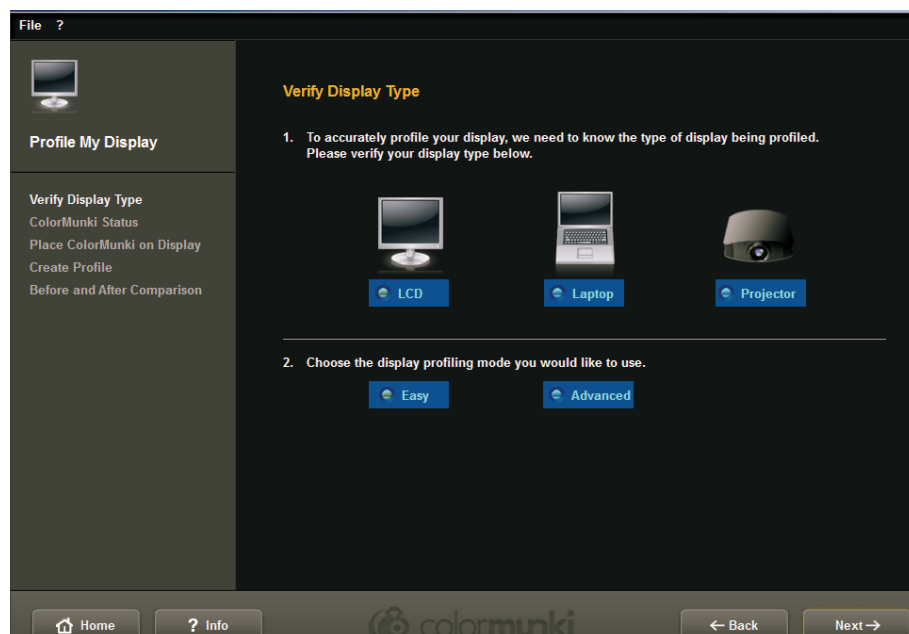 File ?
Profile My Display
Verify Display Type
ColorMunki Status
Place ColorMunki on Display
Create Profile
Before and After Comparison
Verify Display Type
1. To accurately profile your display, we need to know the type of display being profiled.
Please verify your display type below.
LCD Laptop Projector
2. Choose the display profiling mode you would like to use.
Easy Advanced
Home ? Info colormunki ← Back Next →